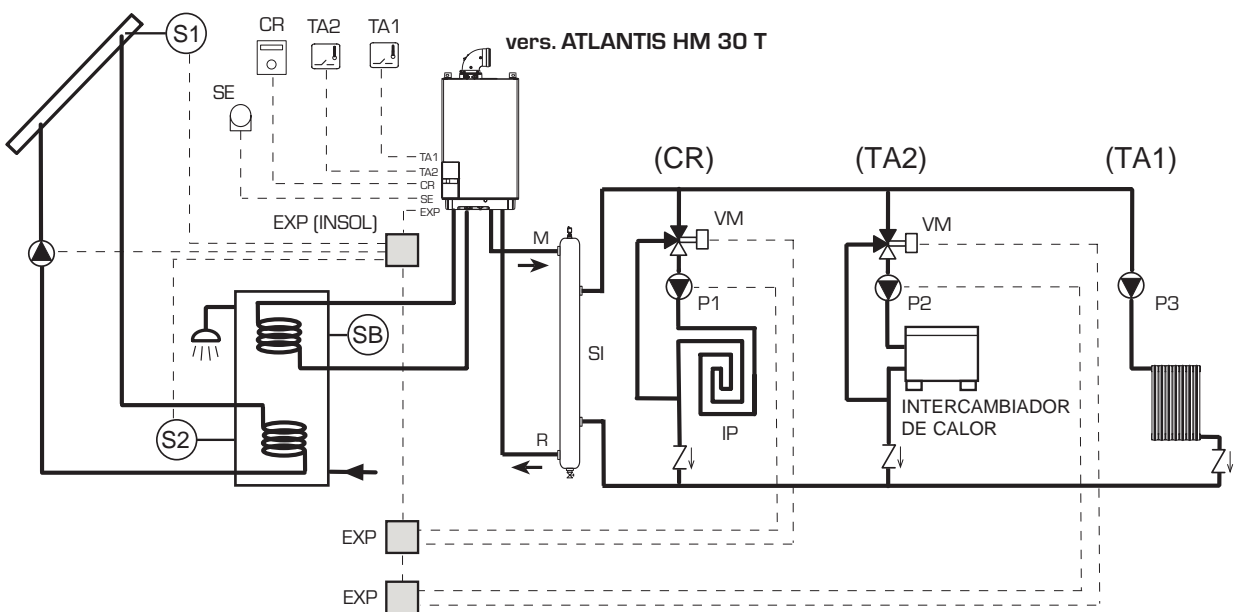 S1
CR
TA2
TA1
vers. ATLANTIS HM 30 T
SE
TA1
TA2
CR
SE
EXP
EXP (INSOL)
(CR)
(TA2)
(TA1)
M
VM
VM
P1
P2
P3
SB
SI
S2
R
IP
INTERCAMBIADOR
DE CALOR
EXP
EXP